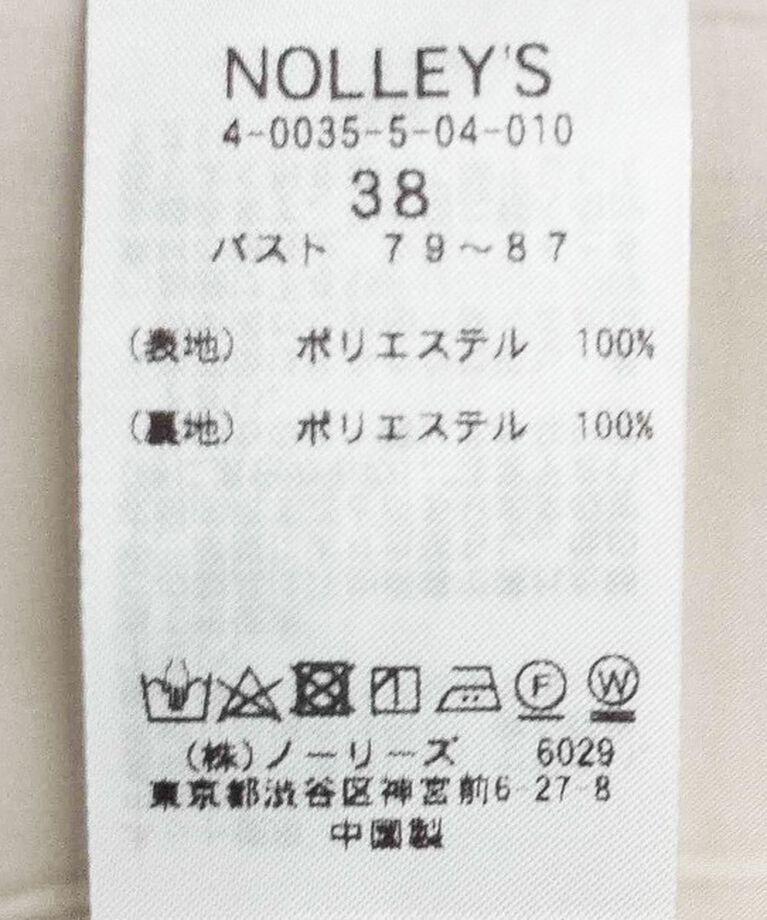 NOLLEY'S
4-0035-5-04-010
38
バスト 79～87
(表地) ポリエステル 100%
(裏地) ポリエステル 100%
F W
(株)ノーリーズ 6029
東京都渋谷区神宮前6-27-8
中国製